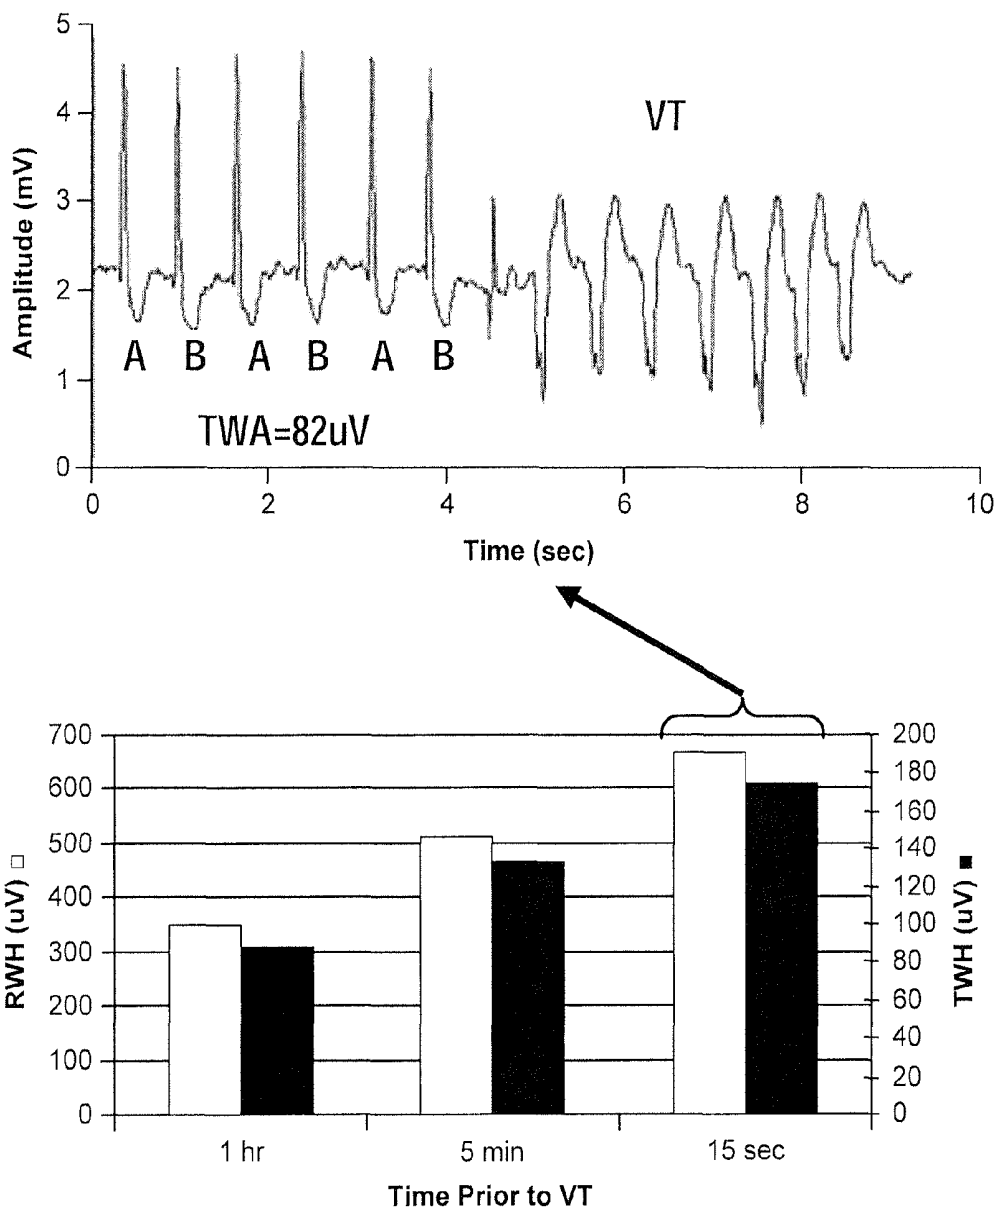 5
4
3
2
1
0
Amplitude (mV)
VT
A B A B A B
TWA=82uV
0 2 4 6 8 10
Time (sec)
700
600
500
400
300
200
100
0
RWH (uV) □
200
180
160
140
120
100
80
60
40
20
0
TWH (uV) ■
1 hr 5 min 15 sec
Time Prior to VT